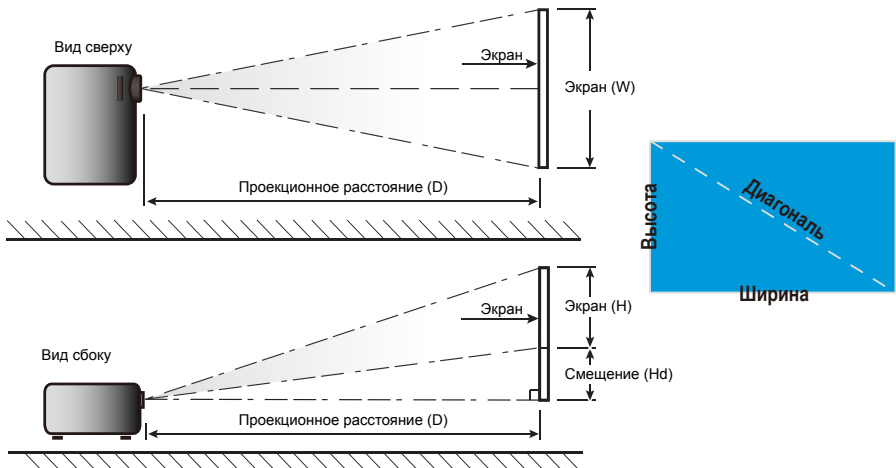 Вид сверху
Экран
Экран (W)
Проекционное расстояние (D)
Высота
Диагональ
Ширина
Вид сбоку
Экран
Экран (H)
Смещение (Hd)
Проекционное расстояние (D)